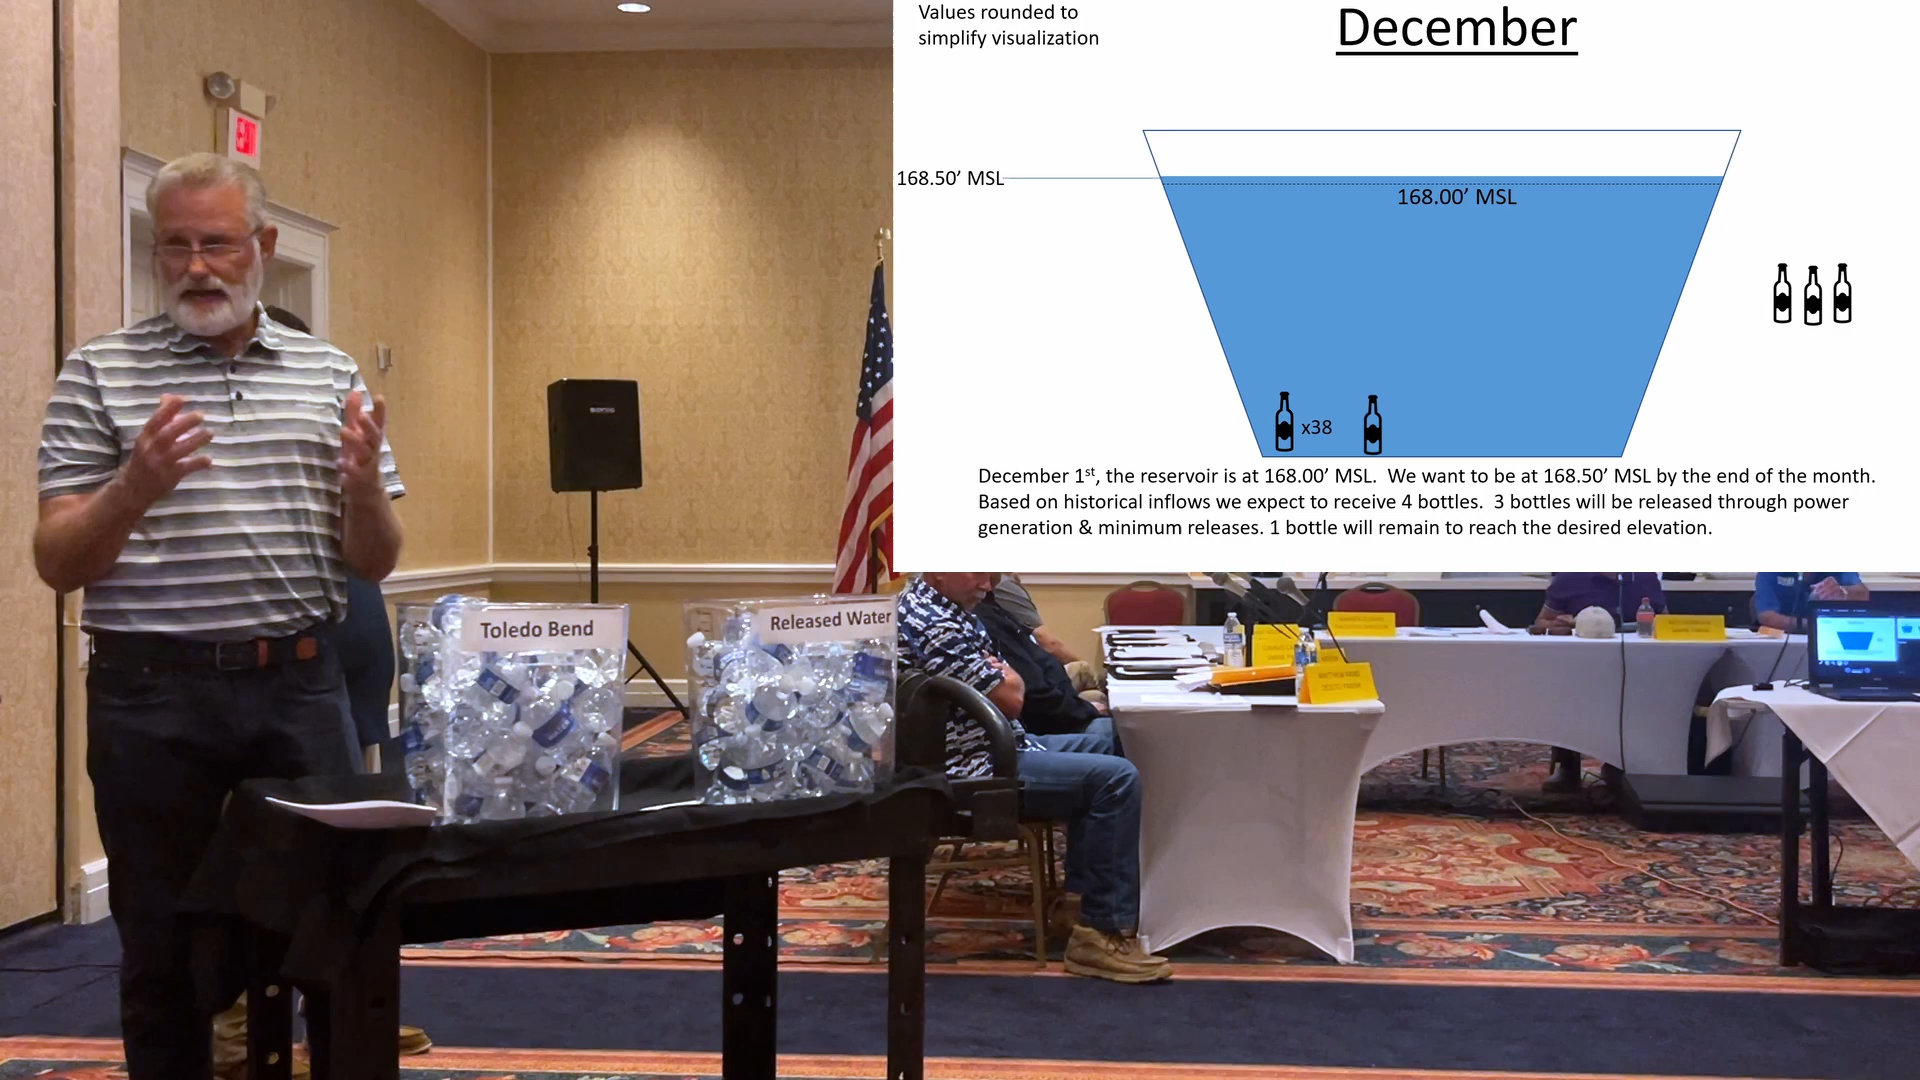 Values rounded to
simplify visualization
December
168.50’ MSL
168.00’ MSL
x38
December 1st, the reservoir is at 168.00’ MSL.  We want to be at 168.50’ MSL by the end of the month.
Based on historical inflows we expect to receive 4 bottles.  3 bottles will be released through power
generation & minimum releases. 1 bottle will remain to reach the desired elevation.
Toledo Bend
Released Water